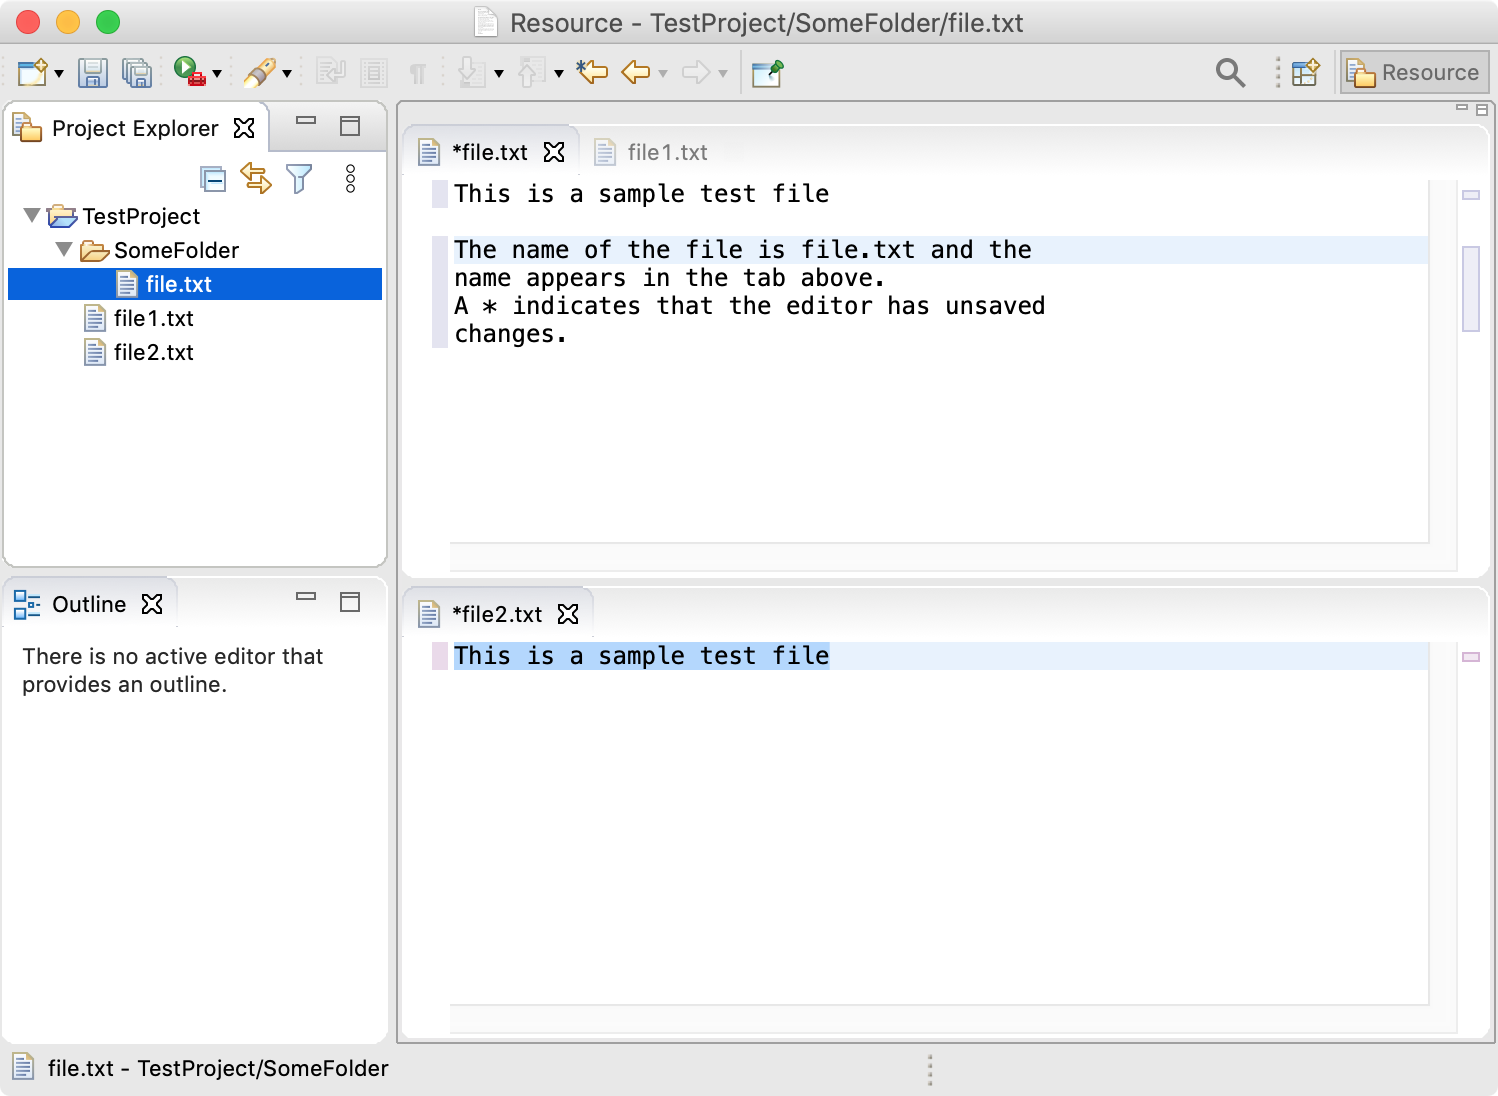 Resource - TestProject/SomeFolder/file.txt
Resource
Project Explorer
TestProject
SomeFolder
file.txt
file1.txt
file2.txt
*file.txt
file1.txt
This is a sample test file
The name of the file is file.txt and the
name appears in the tab above.
A * indicates that the editor has unsaved
changes.
Outline
There is no active editor that
provides an outline.
*file2.txt
This is a sample test file
file.txt - TestProject/SomeFolder